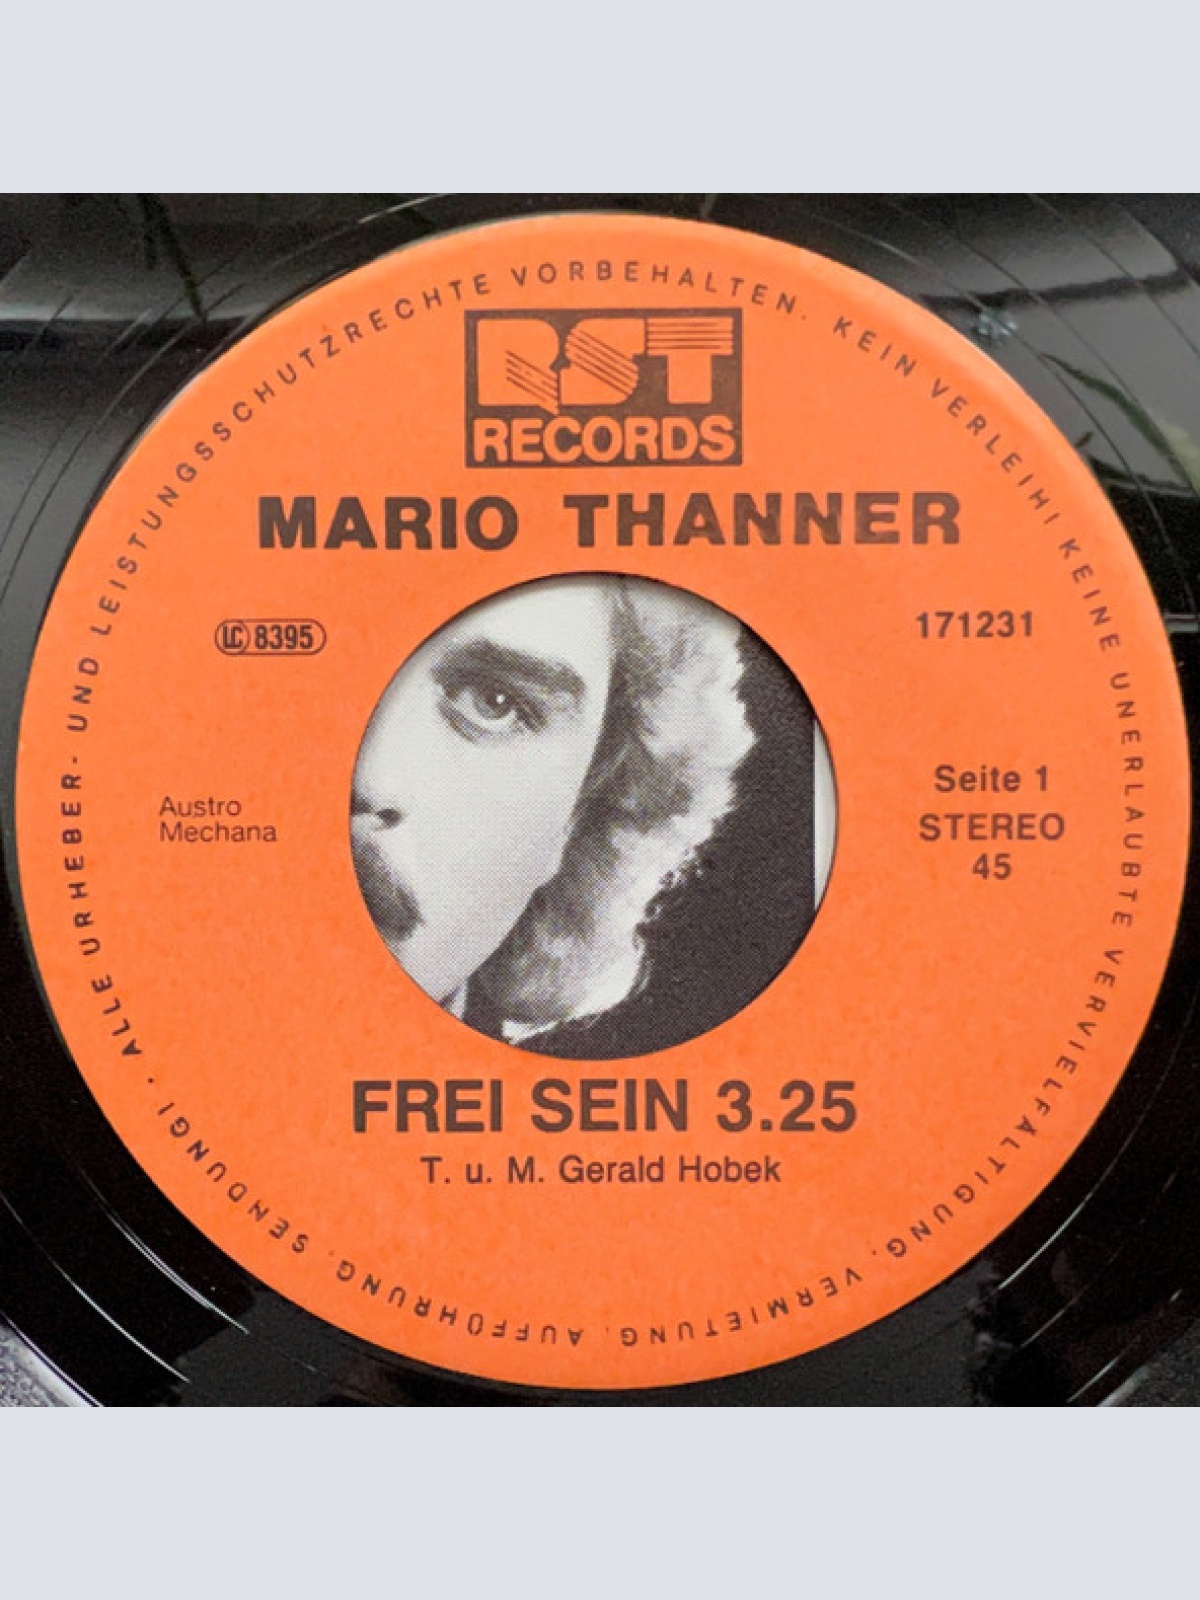 ALLE URHEBER- UND LEISTUNGSSCHUTZRECHTE VORBEHALTEN. KEIN VERLEIH! KEINE UNERLAUBTE VERVIELFÄLTIGUNG, VERMIETUNG, AUFFÜHRUNG, SENDUNG! ·
RST
RECORDS
MARIO THANNER
LC 8395
171231
Austro
Mechana
Seite 1
STEREO
45
FREI SEIN 3.25
T. u. M. Gerald Hobek